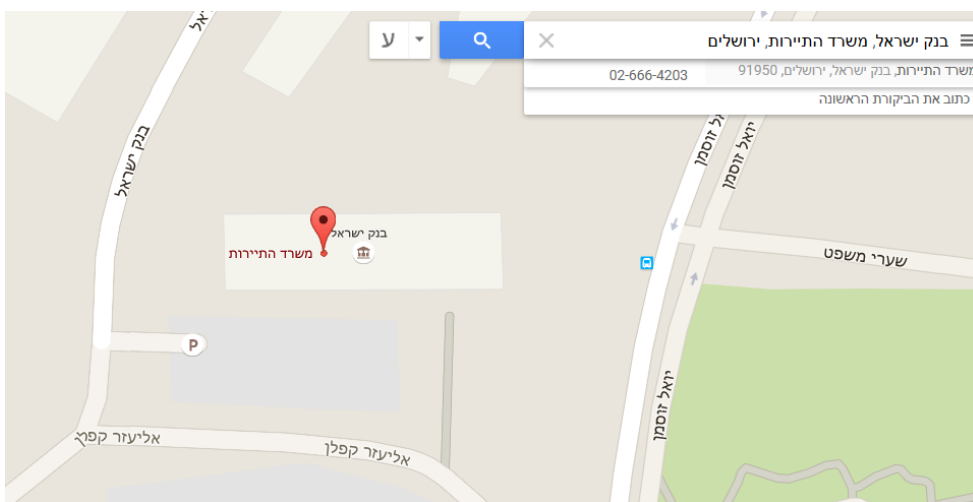 בנק ישראל, משרד התיירות, ירושלים
משרד התיירות, בנק ישראל, ירושלים, 91950
02-666-4203
כתוב את הביקורת הראשונה
ע
בנק ישראל
יואל זוסמן
יואל זוסמן
בנק ישראל
משרד התיירות
שערי משפט
P
יואל זוסמן
אליעזר קפלן
אליעזר קפלן